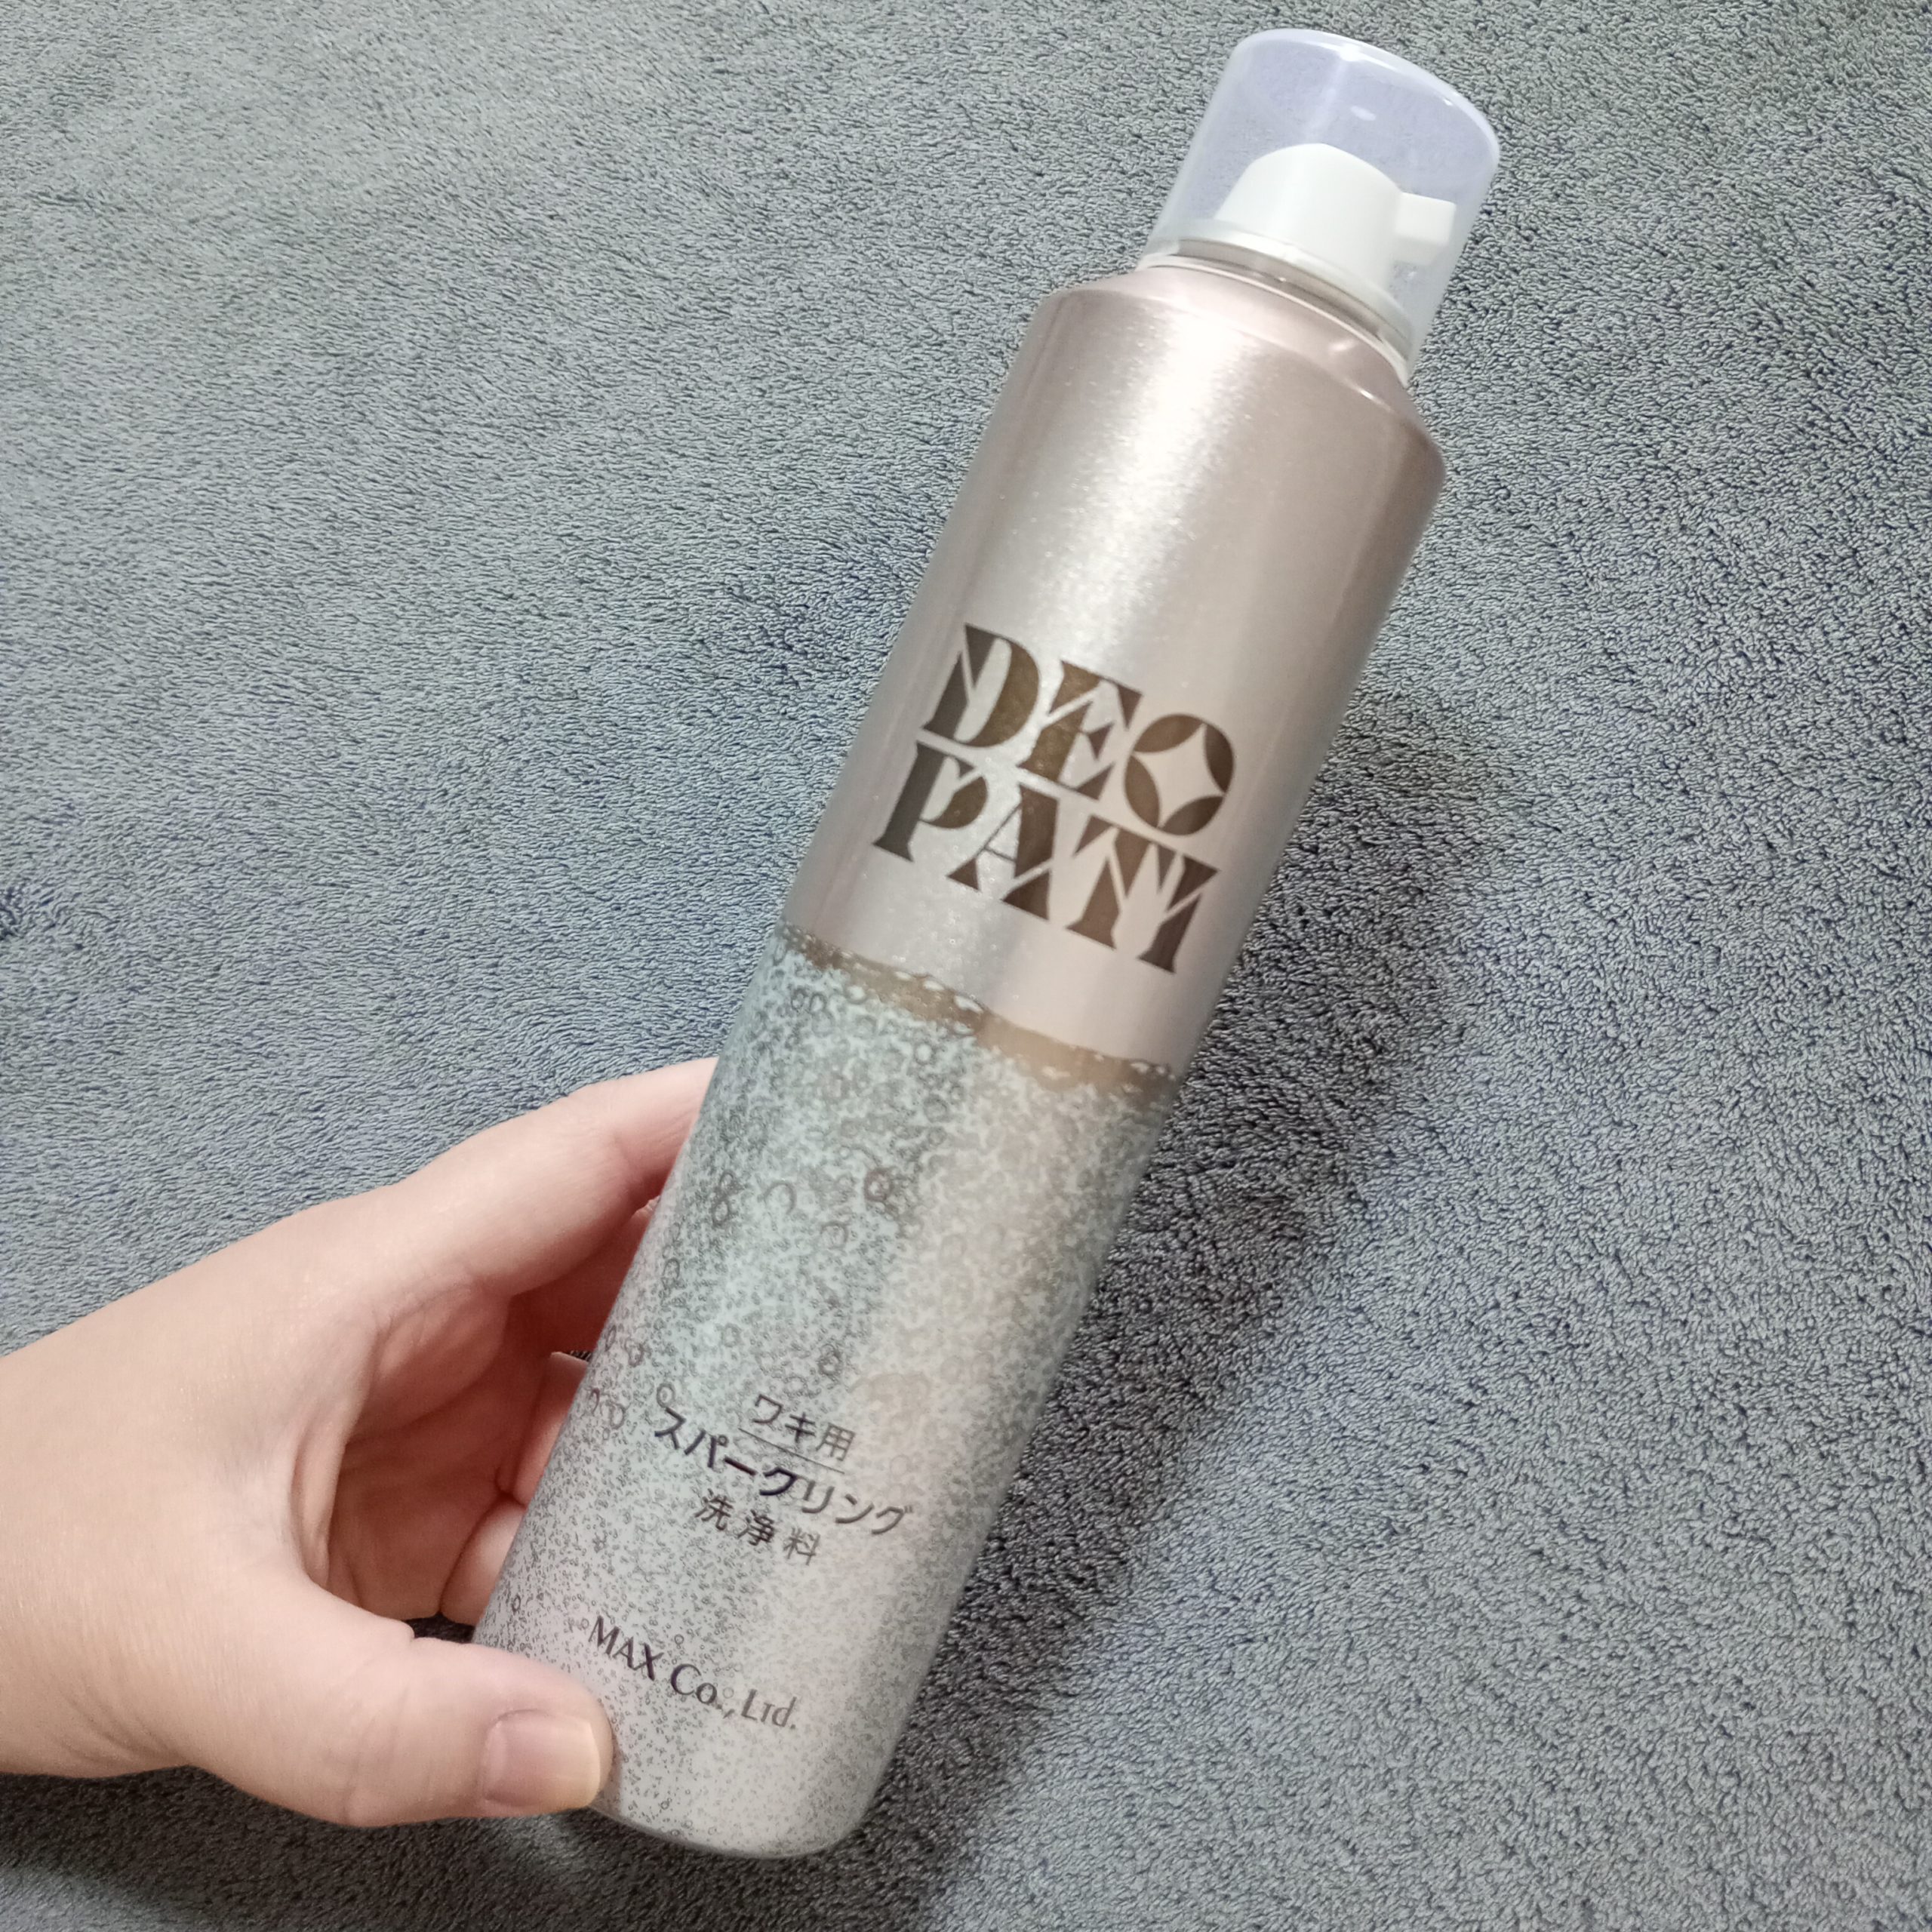 DEO
PATI
ワキ用
スパークリング
洗浄料
MAX Co., Ltd.